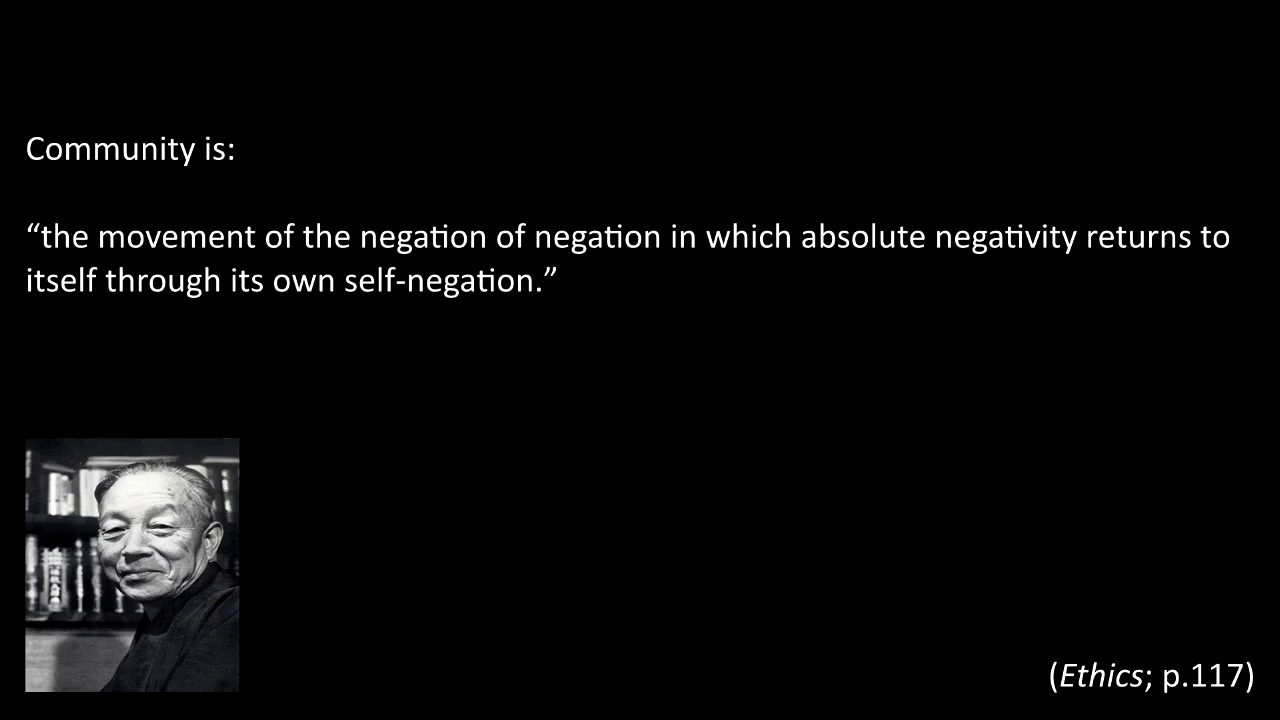 Community is:
“the movement of the negation of negation in which absolute negativity returns to
itself through its own self-negation.”
(Ethics; p.117)